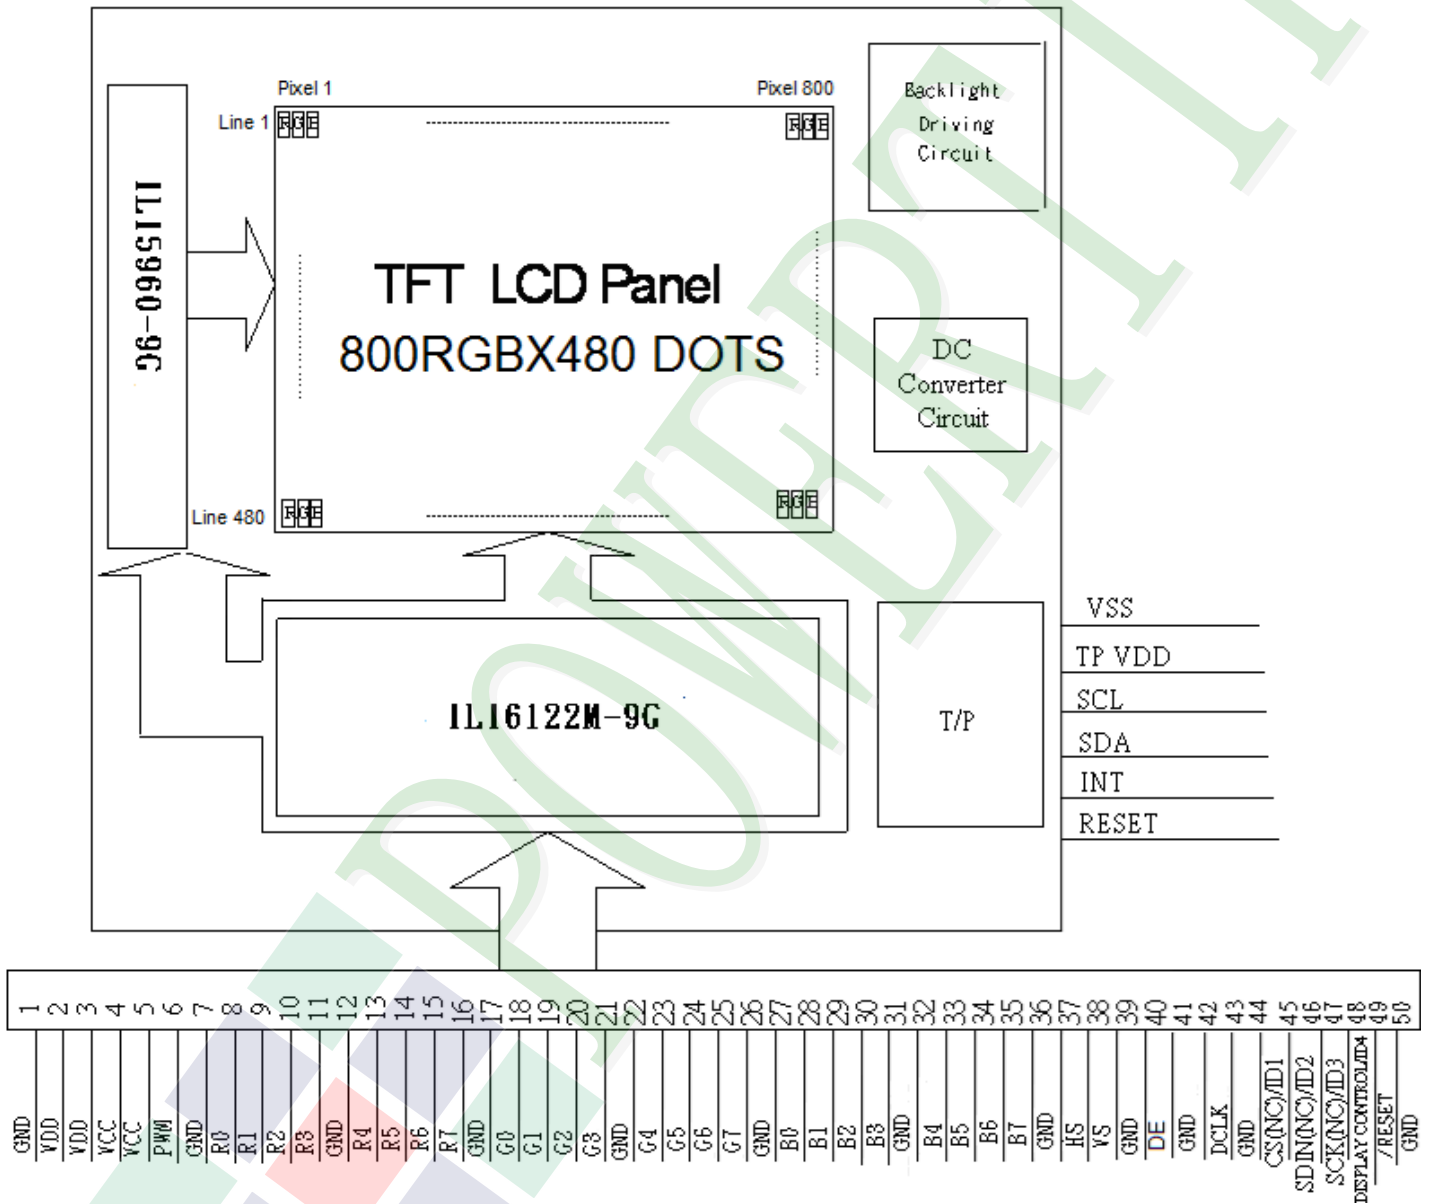 Pixel 1
Pixel 800
Line 1
RGB
RGB
Backlight
Driving
Circuit
ILI5960-9G
TFT LCD Panel
800RGBX480 DOTS
DC
Converter
Circuit
Line 480
RGB
RGB
ILI6122M-9G
T/P
VSS
TP VDD
SCL
SDA
INT
RESET
POWERTI
1 2 3 4 5 6 7 8 9 10 11 12 13 14 15 16 17 18 19 20 21 22 23 24 25 26 27 28 29 30 31 32 33 34 35 36 37 38 39 40 41 42 43 44 45 46 47 48 49 50
GND
VDD
VDD
VCC
VCC
PWM
GND
R0
R1
R2
R3
GND
R4
R5
R6
R7
GND
G0
G1
G2
G3
GND
G4
G5
G6
G7
GND
B0
B1
B2
B3
GND
B4
B5
B6
B7
GND
HS
VS
GND
DE
GND
DCLK
GND
CS(NC)/ID1
SDIN(NC)/ID2
SCK(NC)/ID3
DISPLAY CONTROL/ID4
/RESET
GND